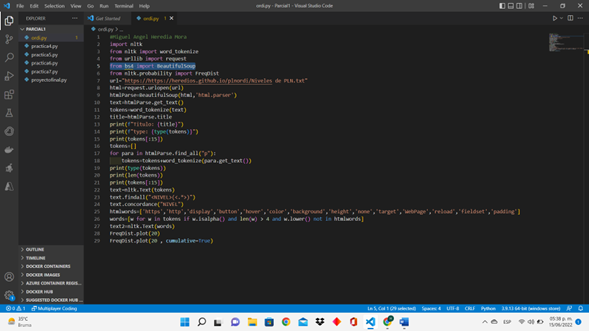 File Edit Selection View Go Run Terminal Help
ordi.py - Parcial1 - Visual Studio Code
EXPLORER
PARCIAL1
ordi.py 1
practica4.py
practica5.py
practica6.py
practica7.py
proyectofinal.py
OUTLINE
TIMELINE
DOCKER CONTAINERS
DOCKER IMAGES
AZURE CONTAINER REGIS...
DOCKER HUB
SUGGESTED DOCKER HUB ...
Get Started
ordi.py 1
ordi.py > ...
1 #Miguel Angel Heredia Mora
2 import nltk
3 from nltk import word_tokenize
4 from urllib import request
5 from bs4 import BeautifulSoup
6 from nltk.probability import FreqDist
7 uri="https://https://heredios.github.io/plnordi/Niveles de PLN.txt"
8 html=request.urlopen(uri)
9 htmlParse=BeautifulSoup(html,'html.parser')
10 text=htmlParse.get_text()
11 tokens=word_tokenize(text)
12 title=htmlParse.title
13 print(f"Titulo: {title}")
14 print(f"type: {type(tokens)}")
15 print(tokens[:15])
16 tokens=[]
17 for para in htmlParse.find_all("p"):
18 tokens=tokens+word_tokenize(para.get_text())
19 print(type(tokens))
20 print(len(tokens))
21 print(tokens[:15])
22 text=nltk.Text(tokens)
23 text.findall("<NIVEL>(<.*>)")
24 text.concordance("NIVEL")
25 htmlwords=['https','http','display','button','hover','color','background','height','none','target','WebPage','reload','fieldset','padding']
26 words=[w for w in tokens if w.isalpha() and len(w) > 4 and w.lower() not in htmlwords]
27 Text2=nltk.Text(words)
28 FreqDist.plot(20)
29 FreqDist.plot(20 , cumulative=True)
Multiplayer Coding
Ln 5, Col 1 (29 selected) Spaces: 4 UTF-8 CRLF Python 3.9.13 64-bit (windows store)
35°C
Bruma
ESP
05:38 p. m.
15/06/2022